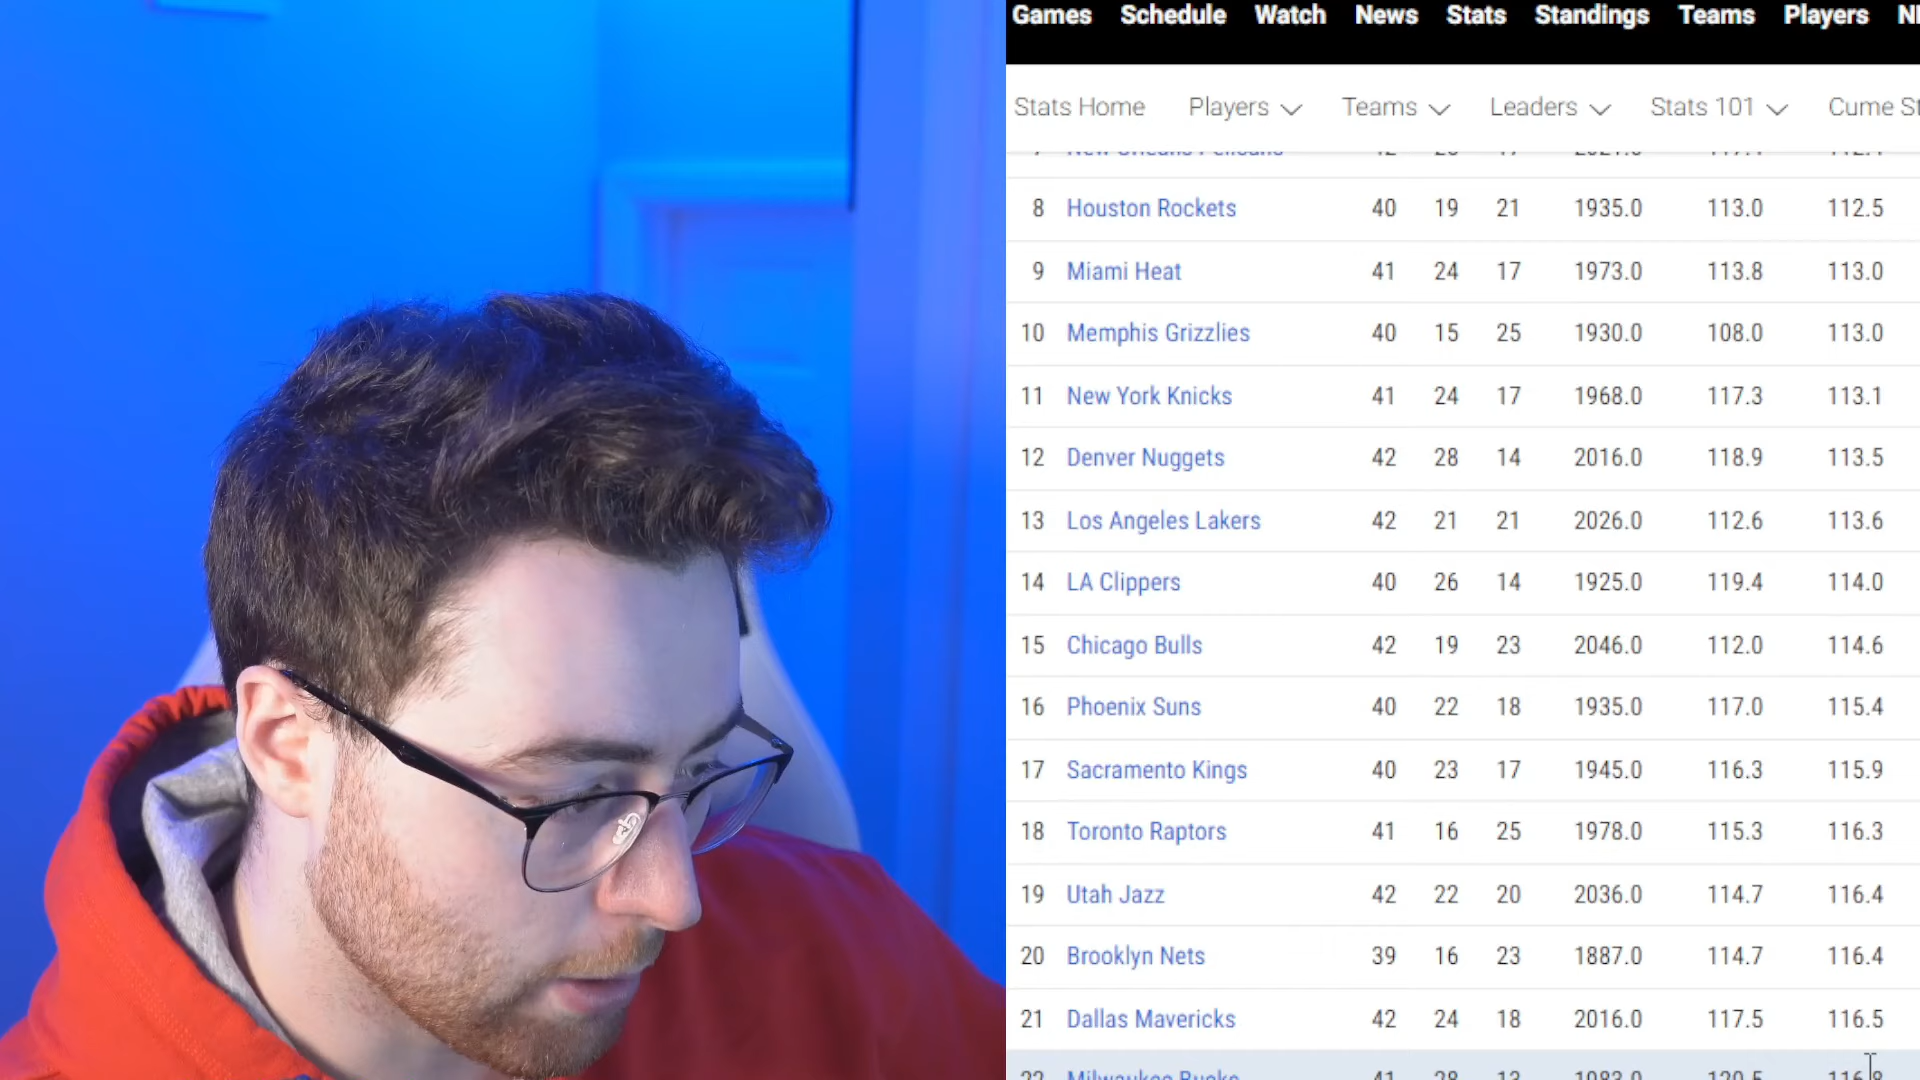 Games Schedule Watch News Stats Standings Teams Players
Stats Home Players Teams Leaders Stats 101 Cume
8 Houston Rockets 40 19 21 1935.0 113.0 112.5
9 Miami Heat 41 24 17 1973.0 113.8 113.0
10 Memphis Grizzlies 40 15 25 1930.0 108.0 113.0
11 New York Knicks 41 24 17 1968.0 117.3 113.1
12 Denver Nuggets 42 28 14 2016.0 118.9 113.5
13 Los Angeles Lakers 42 21 21 2026.0 112.6 113.6
14 LA Clippers 40 26 14 1925.0 119.4 114.0
15 Chicago Bulls 42 19 23 2046.0 112.0 114.6
16 Phoenix Suns 40 22 18 1935.0 117.0 115.4
17 Sacramento Kings 40 23 17 1945.0 116.3 115.9
18 Toronto Raptors 41 16 25 1978.0 115.3 116.3
19 Utah Jazz 42 22 20 2036.0 114.7 116.4
20 Brooklyn Nets 39 16 23 1887.0 114.7 116.4
21 Dallas Mavericks 42 24 18 2016.0 117.5 116.5